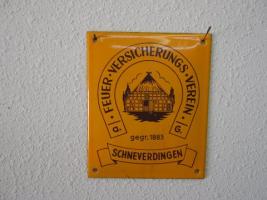 FEUER · VERSICHERUNGS · VEREIN
d. G.
gegr. 1883
SCHNEVERDINGEN